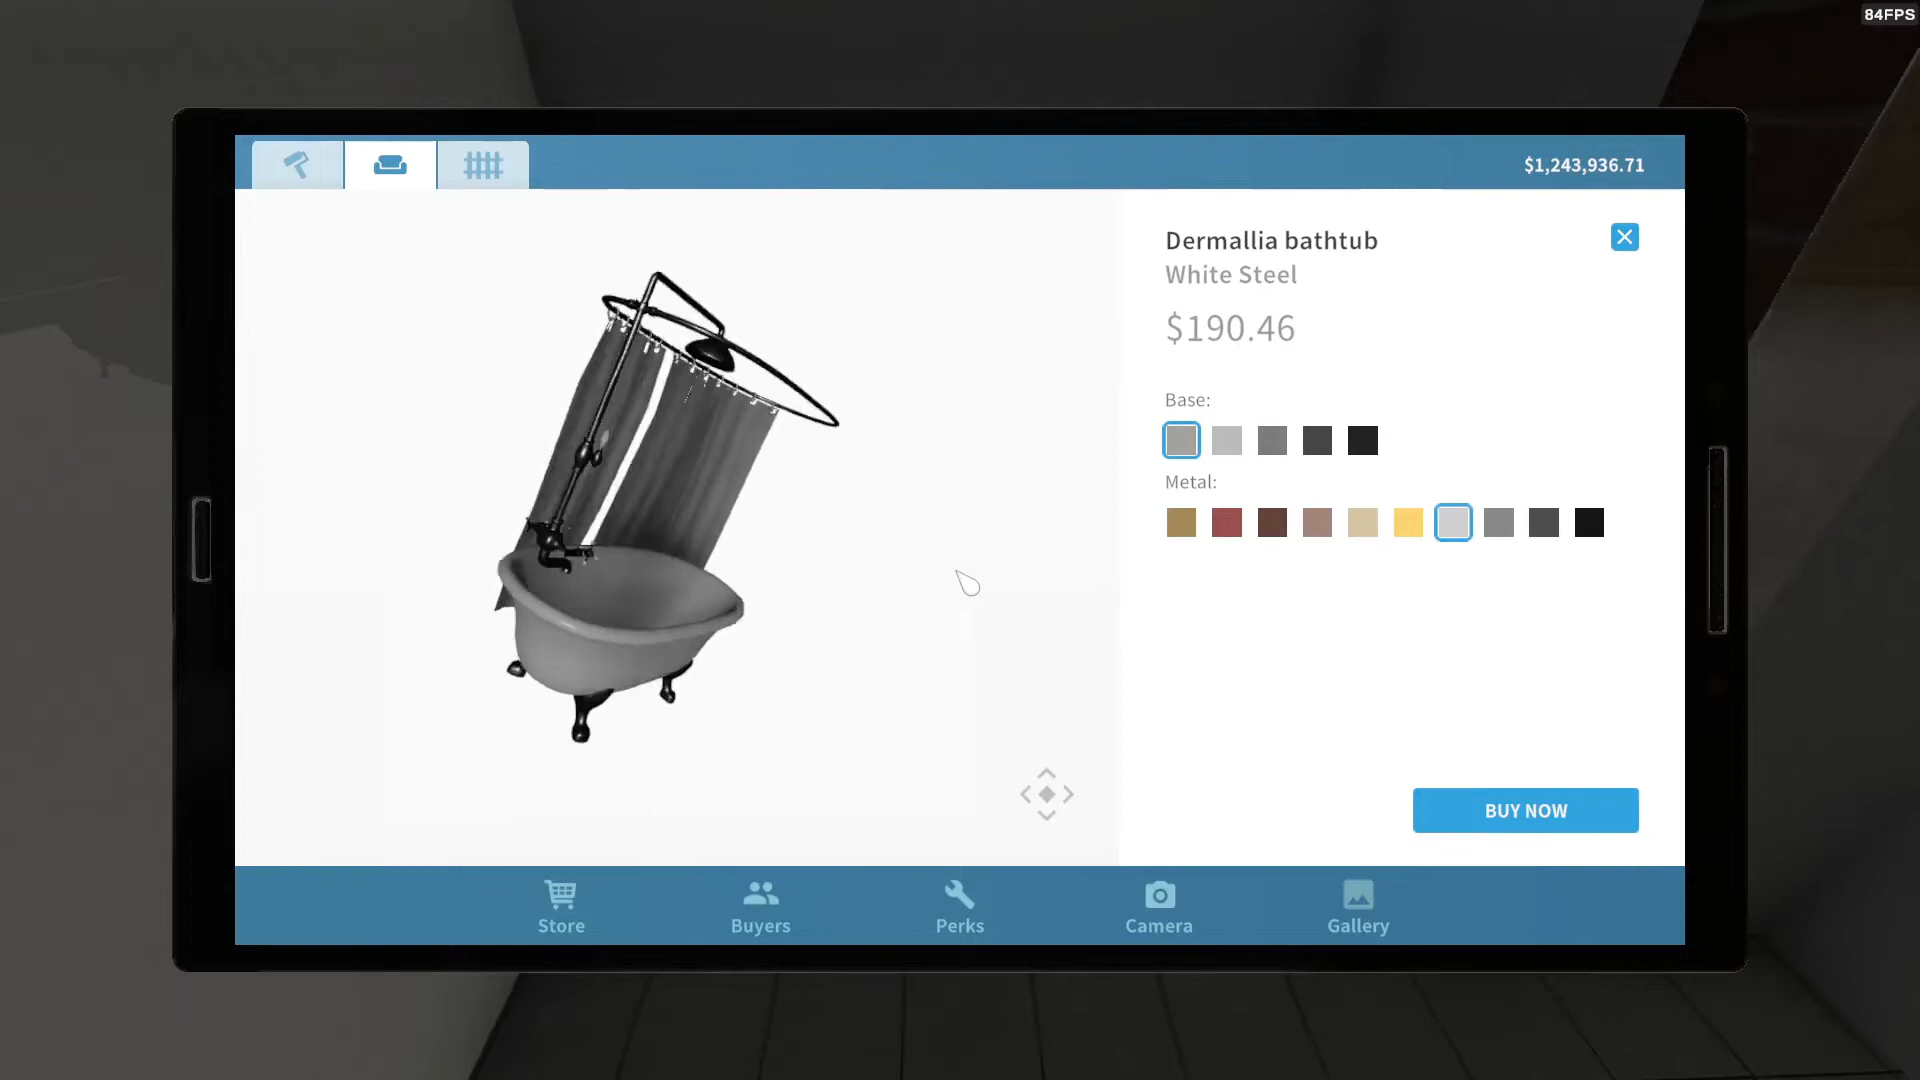 84FPS
$1,243,936.71
Dermallia bathtub
White Steel
$190.46
Base:
Metal:
BUY NOW
Store
Buyers
Perks
Camera
Gallery